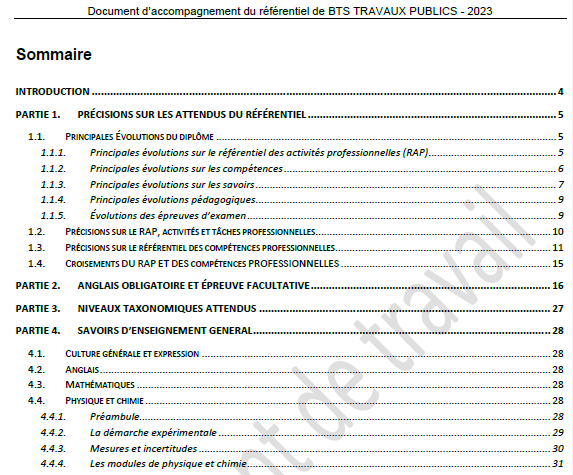 Document d'accompagnement du référentiel de BTS TRAVAUX PUBLICS - 2023
Sommaire
INTRODUCTION 4
PARTIE 1. PRÉCISIONS SUR LES ATTENDUS DU RÉFÉRENTIEL 5
1.1. Principales Évolutions du diplôme 5
1.1.1. Principales évolutions sur le référentiel des activités professionnelles (RAP) 5
1.1.2. Principales évolutions sur les compétences 6
1.1.3. Principales évolutions sur les savoirs 7
1.1.4. Principales évolutions pédagogiques 9
1.1.5. Évolutions des épreuves d'examen 9
1.2. Précisions sur le RAP, activités et tâches professionnelles 10
1.3. Précisions sur le référentiel des compétences professionnelles 11
1.4. Croisements DU RAP et des compétences PROFESSIONNELLES 15
PARTIE 2. ANGLAIS OBLIGATOIRE ET ÉPREUVE FACULTATIVE 16
PARTIE 3. NIVEAUX TAXONOMIQUES ATTENDUS 27
PARTIE 4. SAVOIRS D'ENSEIGNEMENT GENERAL 28
4.1. Culture générale et expression 28
4.2. Anglais 28
4.3. Mathématiques 28
4.4. Physique et chimie 28
4.4.1. Préambule 28
4.4.2. La démarche expérimentale 29
4.4.3. Mesures et incertitudes 30
4.4.4. Les modules de physique et chimie 31
nt de travail